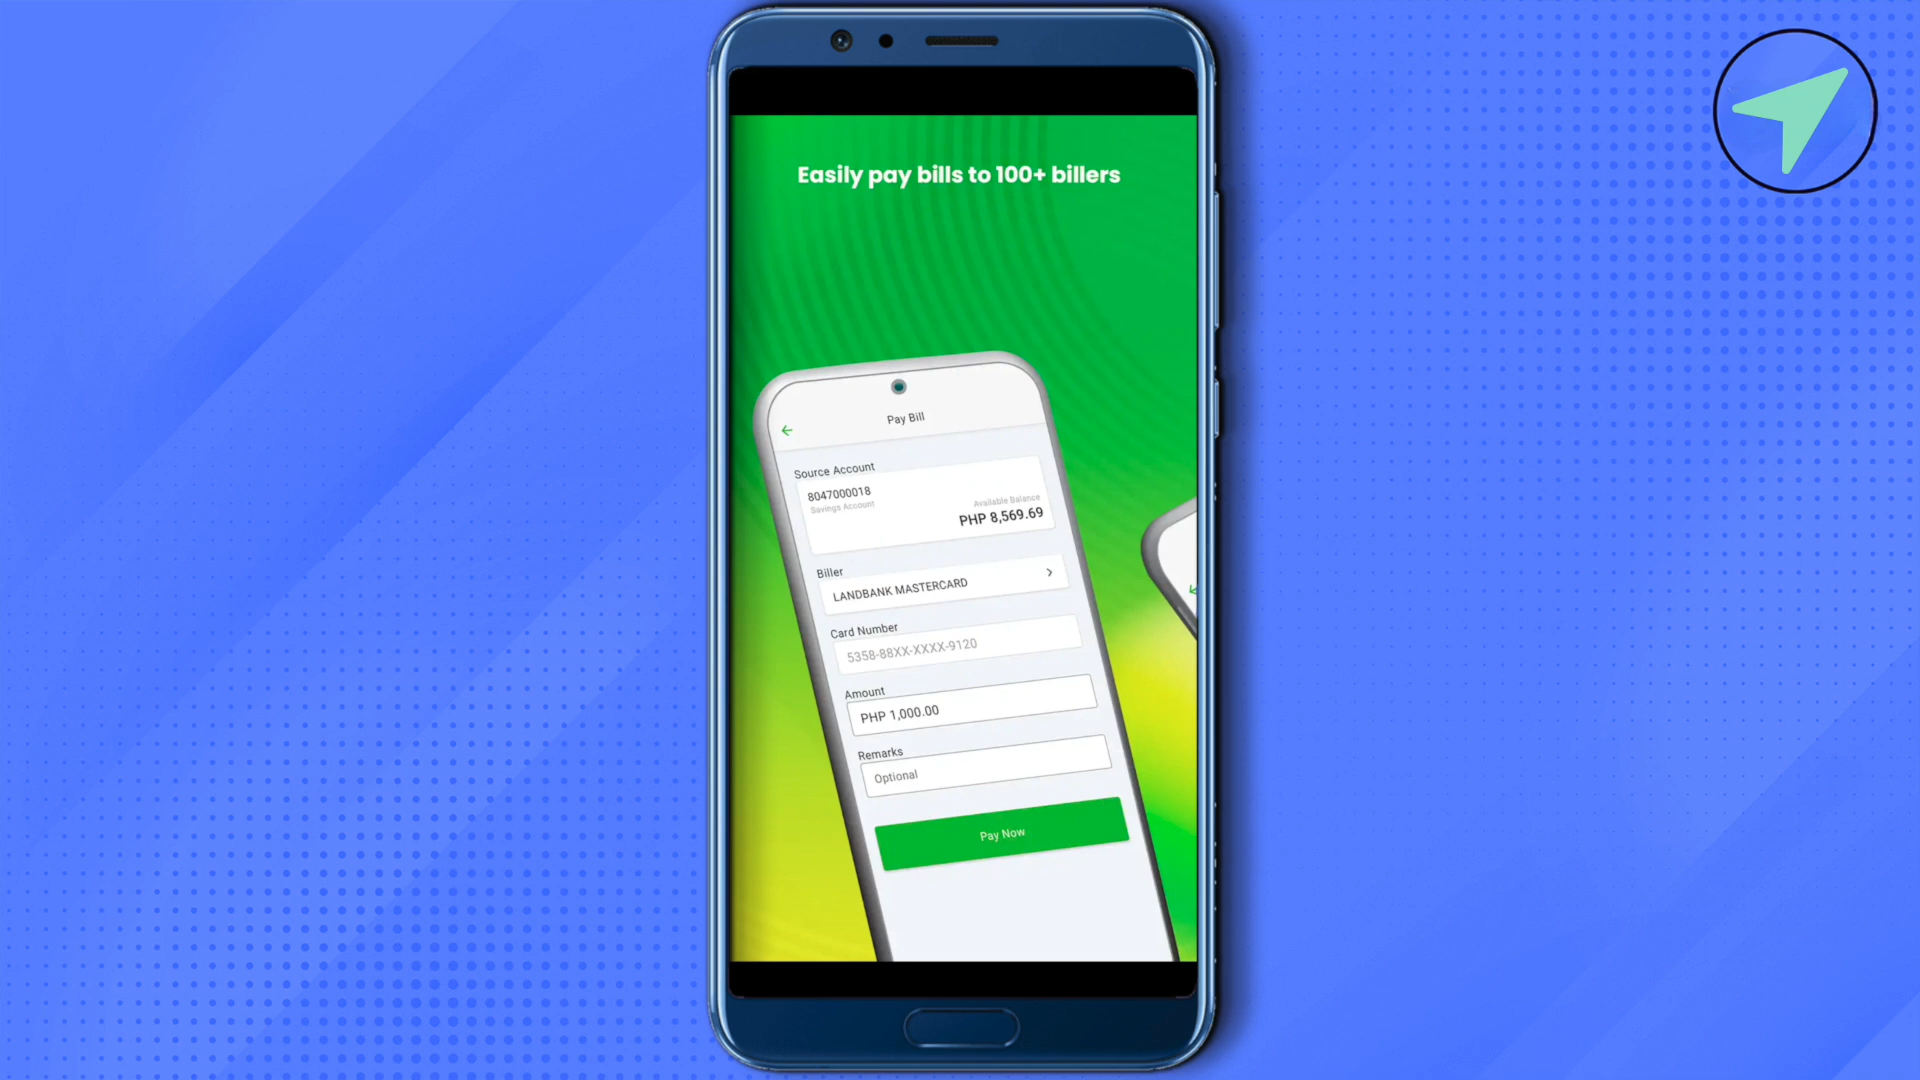 Easily pay bills to 100+ billers
Pay Bill
Source Account
8047000018
Savings Account
Available Balance
PHP 8,569.69
Biller
LANDBANK MASTERCARD
Card Number
5358-88XX-XXXX-9120
Amount
PHP 1,000.00
Remarks
Optional
Pay Now